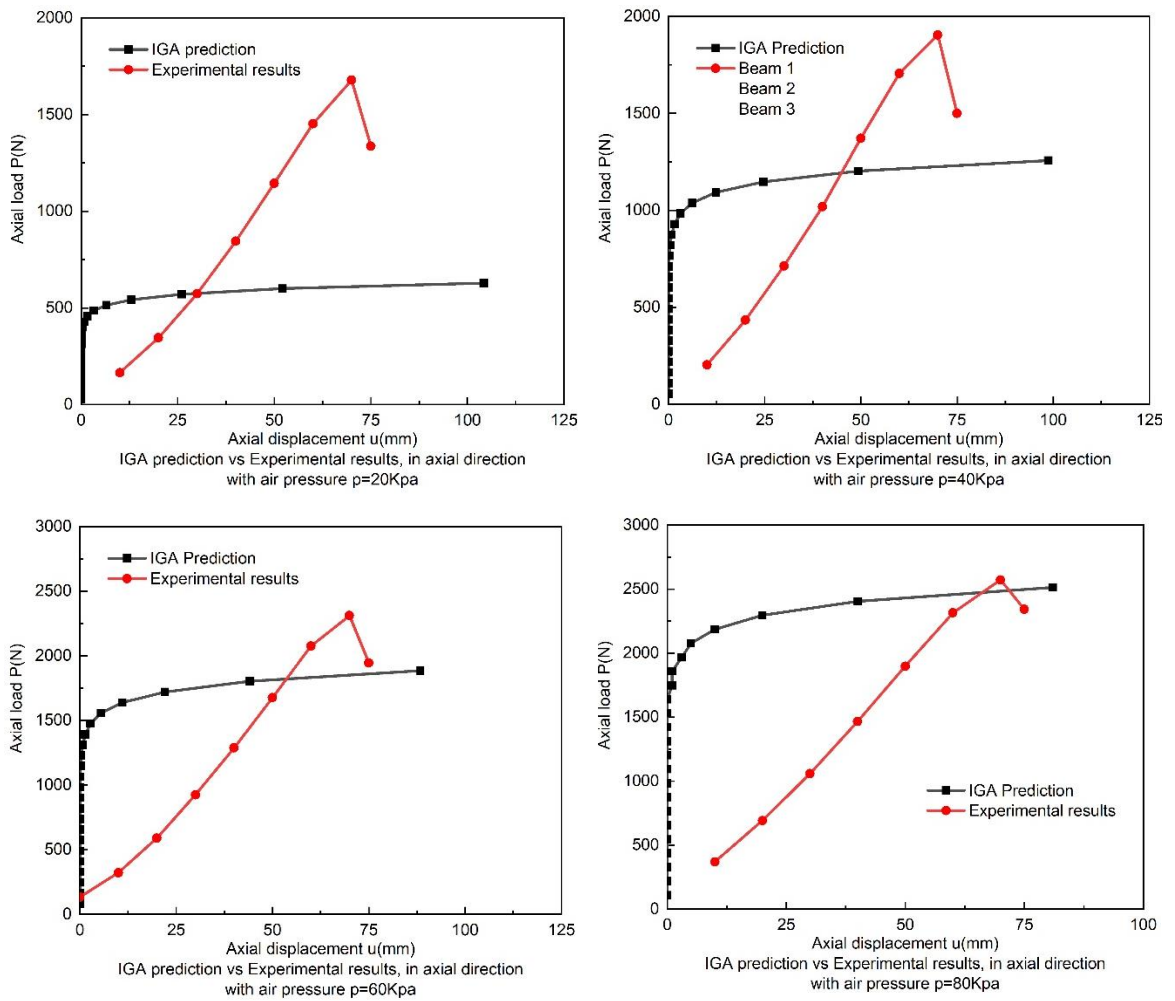 2000
1500
1000
500
0
Axial load P(N)
IGA prediction
Experimental results
0 25 50 75 100 125
Axial displacement u(mm)
IGA prediction vs Experimental results, in axial direction
with air pressure p=20Kpa
2000
1500
1000
500
0
Axial load P(N)
IGA Prediction
Beam 1
Beam 2
Beam 3
0 25 50 75 100 125
Axial displacement u(mm)
IGA prediction vs Experimental results, in axial direction
with air pressure p=40Kpa
3000
2500
2000
1500
1000
500
0
Axial load P(N)
IGA Prediction
Experimental results
0 25 50 75 100 125
Axial displacement u(mm)
IGA prediction vs Experimental results, in axial direction
with air pressure p=60Kpa
3000
2500
2000
1500
1000
500
0
Axial load P(N)
IGA Prediction
Experimental results
0 25 50 75 100
Axial displacement u(mm)
IGA prediction vs Experimental results, in axial direction
with air pressure p=80Kpa